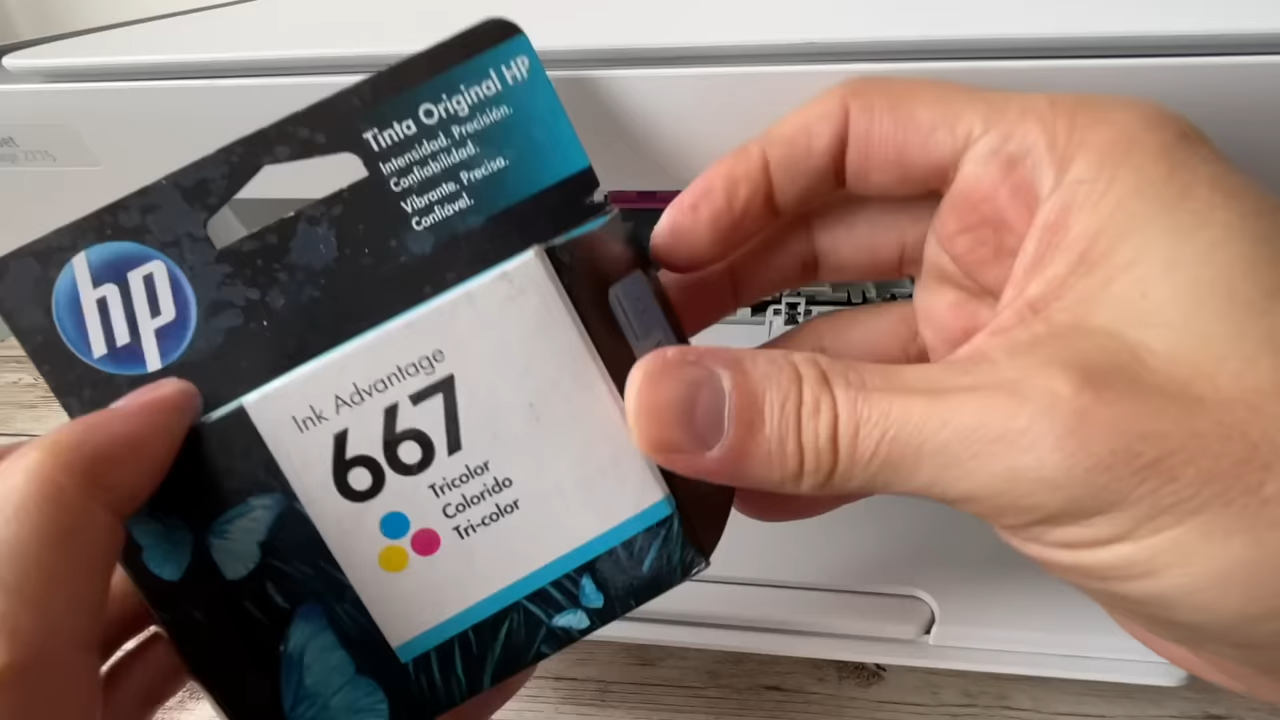 Tinta Original HP
Intensidad. Precisión.
Confiabilidad.
Vibrante. Precisa.
Confiável.
hp
Ink Advantage
667
Tricolor
Colorido
Tri-color